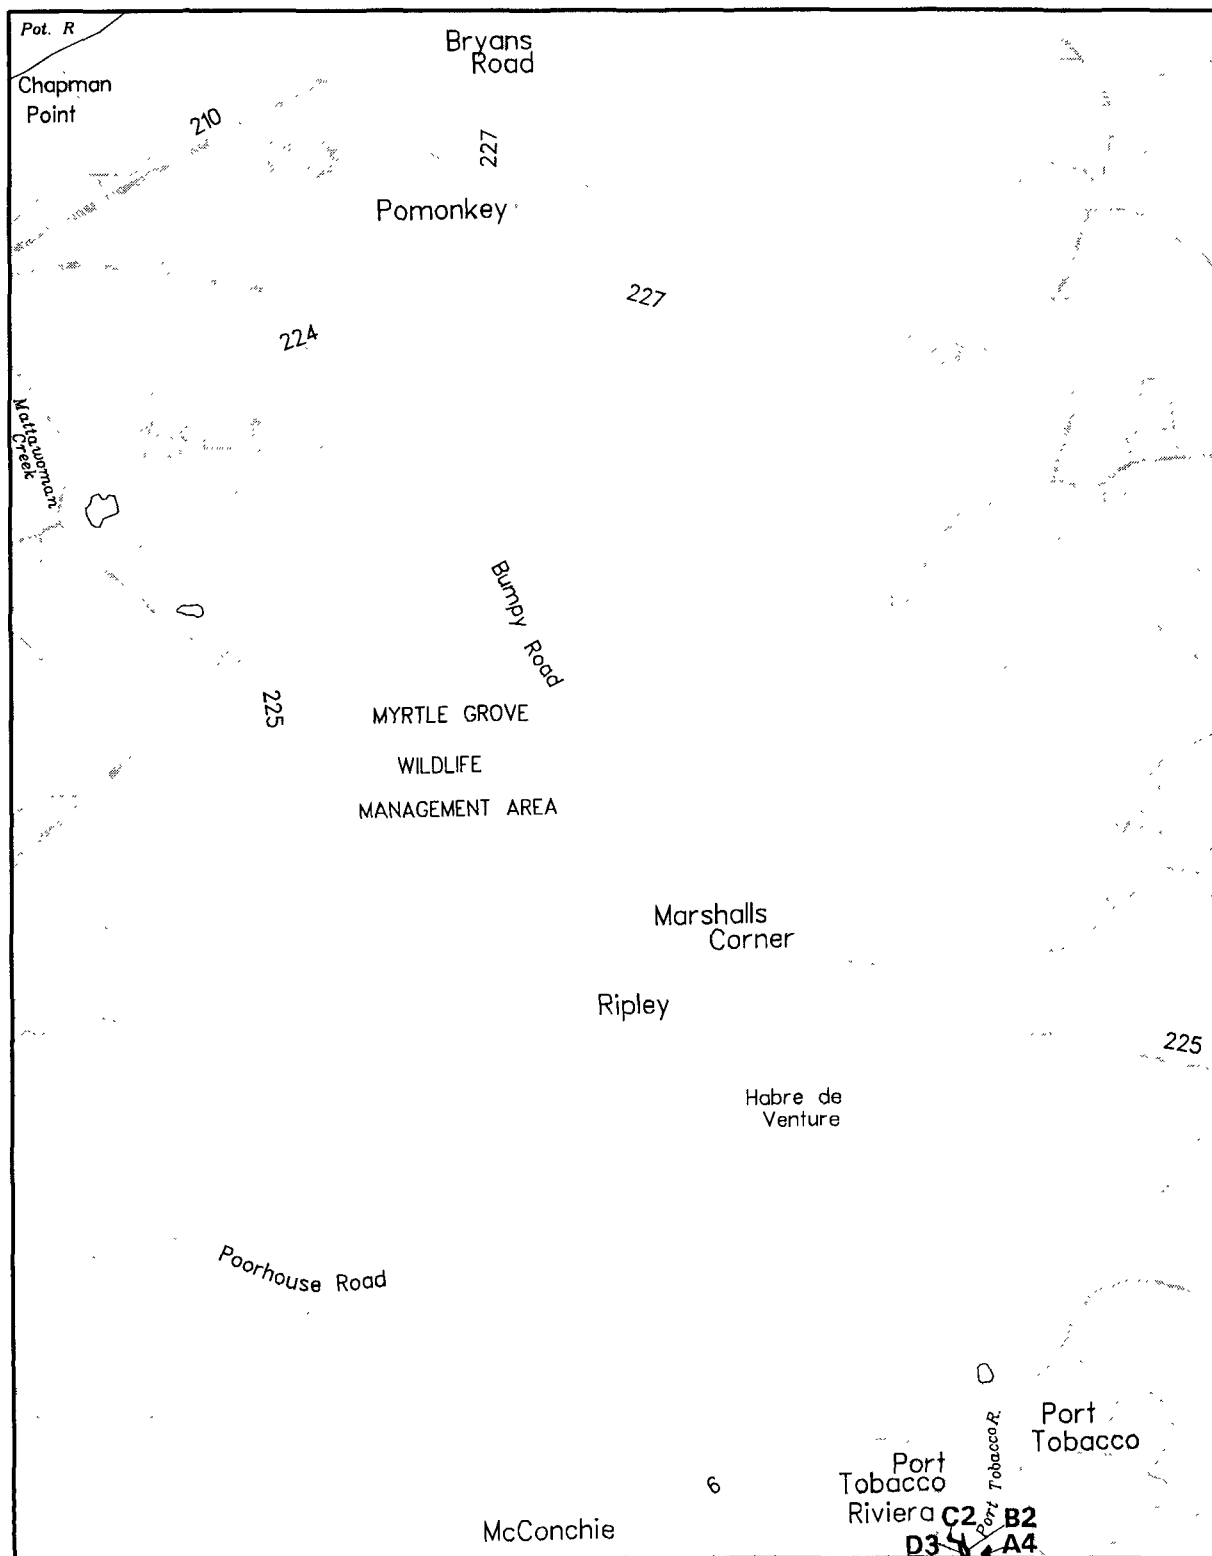 Pot. R
Bryans
Road
Chapman
Point
210
227
Pomonkey
227
224
Mattawoman
Creek
Bumpy Road
225
MYRTLE GROVE
WILDLIFE
MANAGEMENT AREA
Marshalls
Corner
Ripley
225
Habre de
Venture
Poorhouse Road
Port
Tobacco
Port Tobacco R.
Port
Tobacco
Riviera
6
McConchie
C2
B2
D3
A4